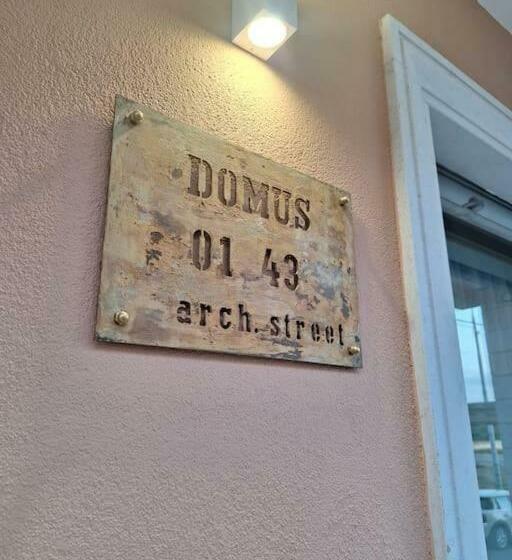 DOMUS
01 43
arch. street